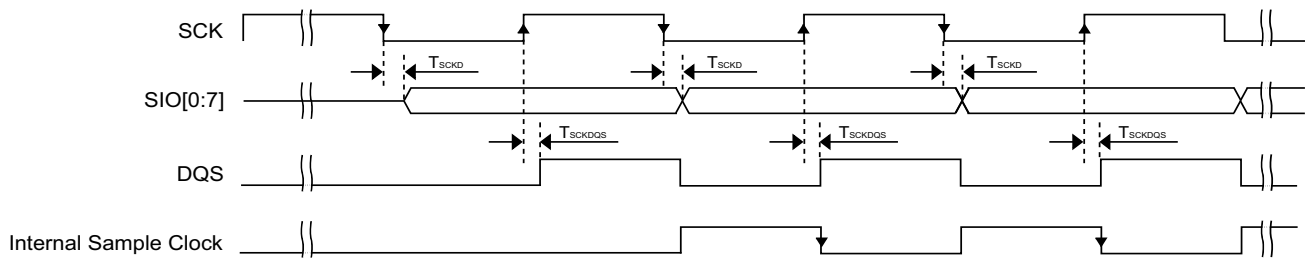 SCK
TSCKD TSCKD TSCKD
SIO[0:7]
TSCKDQS TSCKDQS TSCKDQS
DQS
Internal Sample Clock